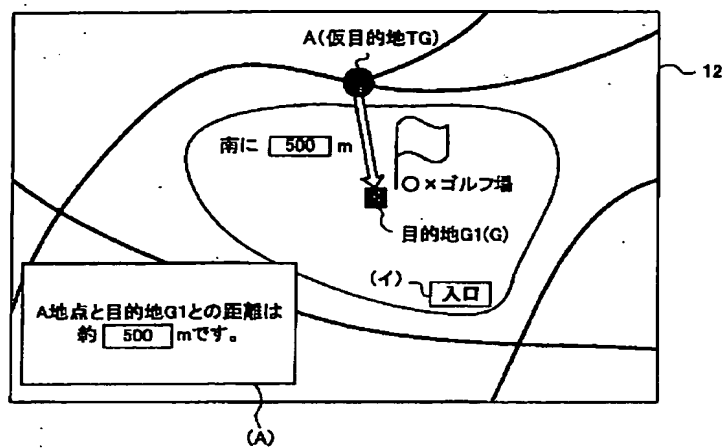 A(仮目的地TG)
12
南に 500 m
○×ゴルフ場
目的地G1(G)
(イ)
入口
A地点と目的地G1との距離は
約 500 mです。
(A)